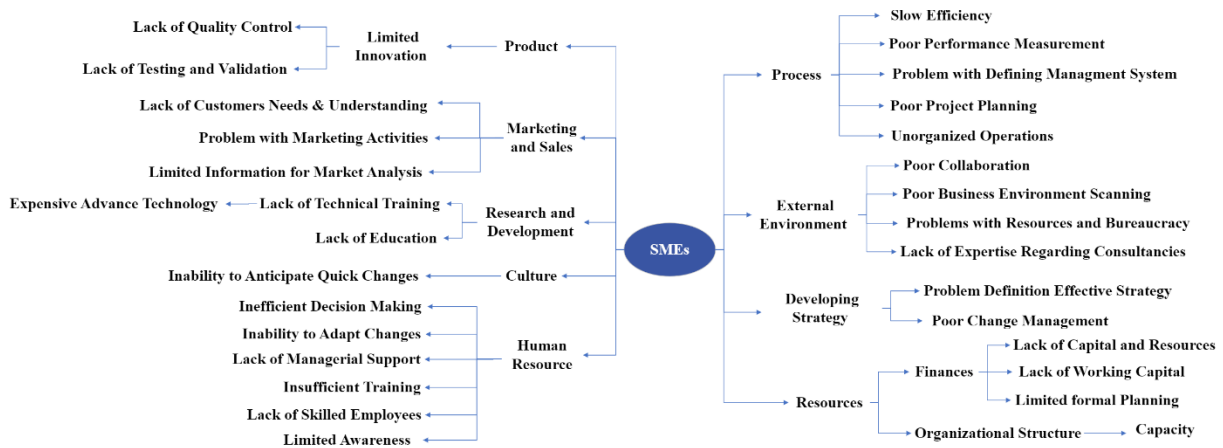 Lack of Quality Control
Limited
Innovation
Product
Lack of Testing and Validation
Lack of Customers Needs & Understanding
Problem with Marketing Activities
Marketing
and Sales
Limited Information for Market Analysis
Expensive Advance Technology
Lack of Technical Training
Research and
Development
Lack of Education
Inability to Anticipate Quick Changes
Culture
Inefficient Decision Making
Inability to Adapt Changes
Lack of Managerial Support
Human
Resource
Insufficient Training
Lack of Skilled Employees
Limited Awareness
SMEs
Process
Slow Efficiency
Poor Performance Measurement
Problem with Defining Managment System
Poor Project Planning
Unorganized Operations
External
Environment
Poor Collaboration
Poor Business Environment Scanning
Problems with Resources and Bureaucracy
Lack of Expertise Regarding Consultancies
Developing
Strategy
Problem Definition Effective Strategy
Poor Change Management
Resources
Finances
Lack of Capital and Resources
Lack of Working Capital
Limited formal Planning
Organizational Structure
Capacity